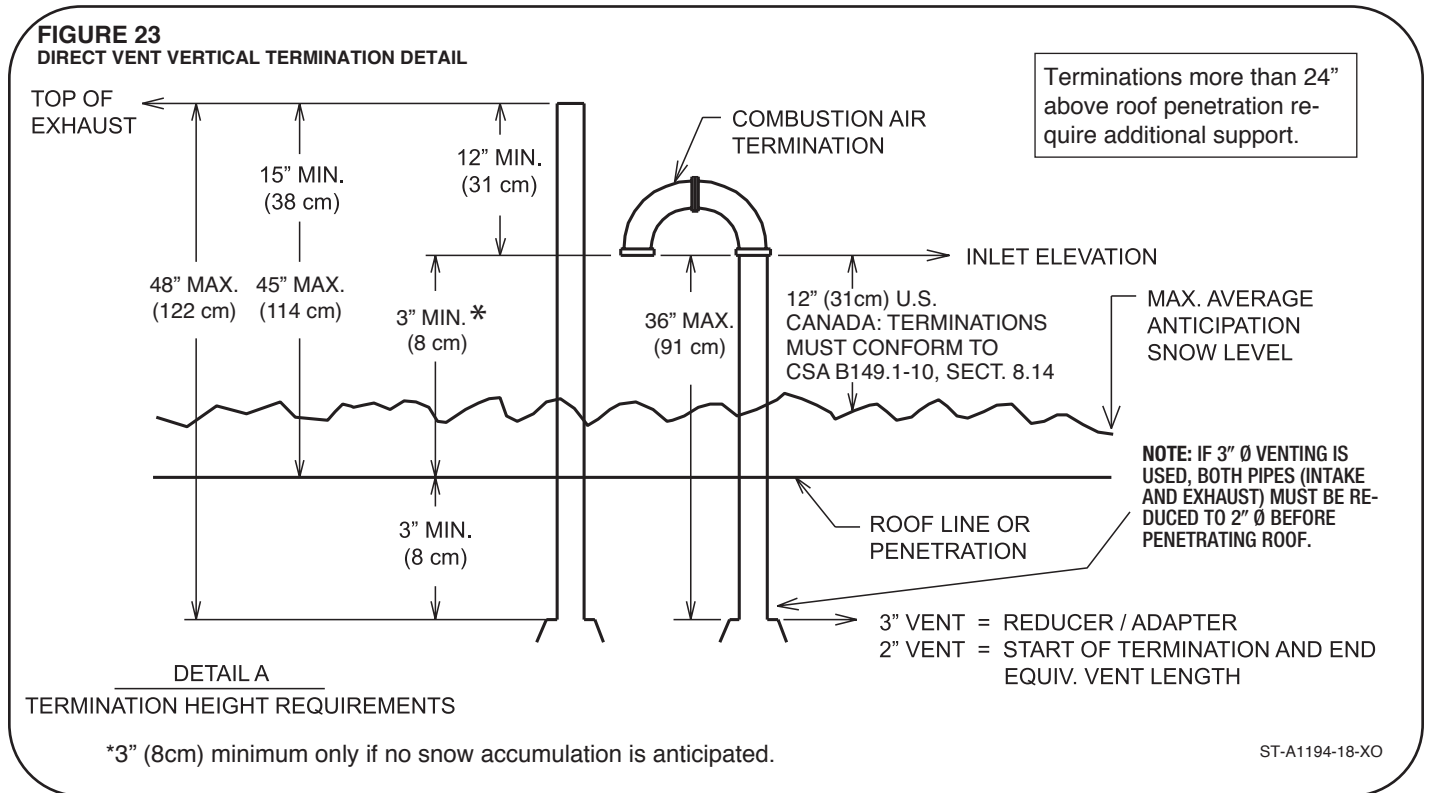 FIGURE 23
DIRECT VENT VERTICAL TERMINATION DETAIL
Terminations more than 24”
above roof penetration re-
quire additional support.
TOP OF
EXHAUST
COMBUSTION AIR
TERMINATION
12” MIN.
(31 cm)
15” MIN.
(38 cm)
INLET ELEVATION
48” MAX.
(122 cm)
45” MAX.
(114 cm)
3” MIN. *
(8 cm)
36” MAX.
(91 cm)
12” (31cm) U.S.
CANADA: TERMINATIONS
MUST CONFORM TO
CSA B149.1-10, SECT. 8.14
MAX. AVERAGE
ANTICIPATION
SNOW LEVEL
NOTE: IF 3” Ø VENTING IS
USED, BOTH PIPES (INTAKE
AND EXHAUST) MUST BE RE-
DUCED TO 2” Ø BEFORE
PENETRATING ROOF.
3” MIN.
(8 cm)
ROOF LINE OR
PENETRATION
3” VENT = REDUCER / ADAPTER
2” VENT = START OF TERMINATION AND END
EQUIV. VENT LENGTH
DETAIL A
TERMINATION HEIGHT REQUIREMENTS
*3” (8cm) minimum only if no snow accumulation is anticipated.
ST-A1194-18-XO